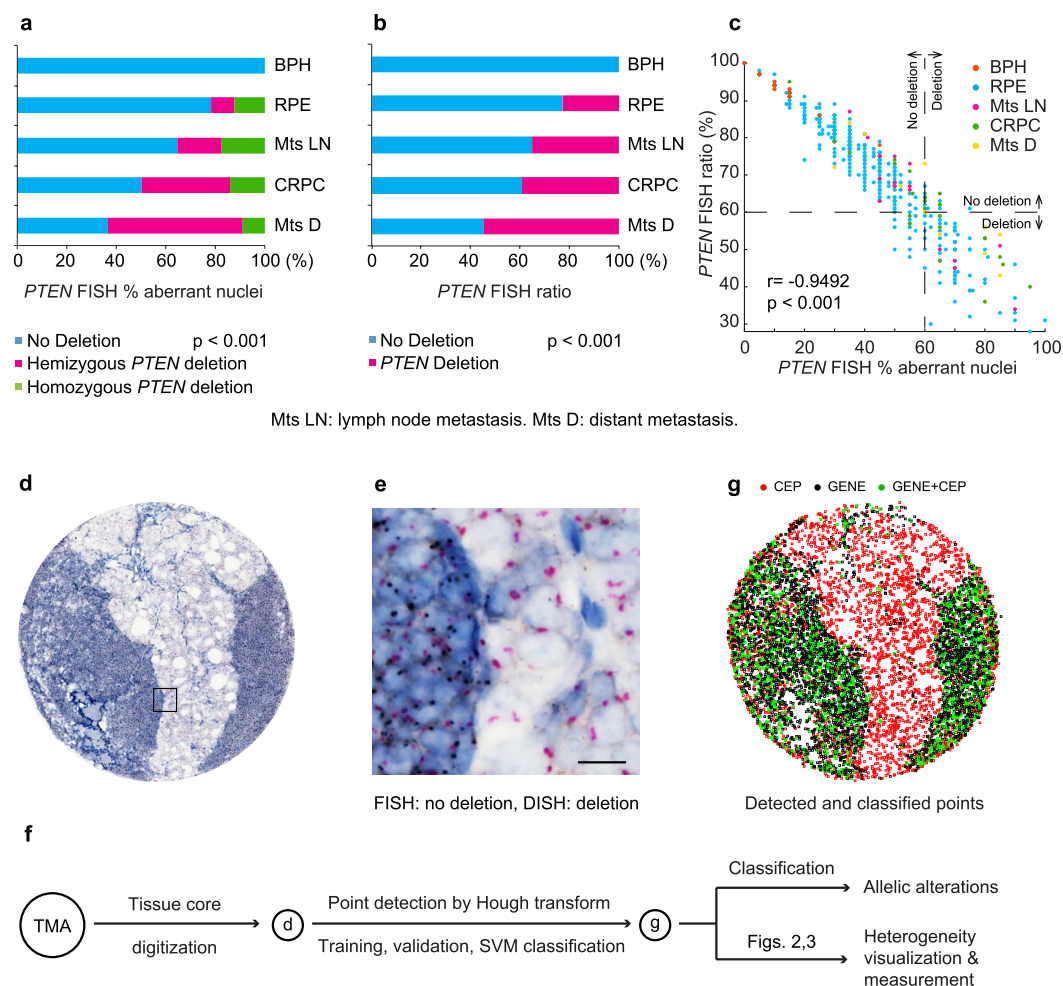 a
BPH
RPE
Mts LN
CRPC
Mts D
0 20 40 60 80 100 (%)
PTEN FISH % aberrant nuclei
No Deletion p < 0.001
Hemizygous PTEN deletion
Homozygous PTEN deletion
b
BPH
RPE
Mts LN
CRPC
Mts D
0 20 40 60 80 100 (%)
PTEN FISH ratio
No Deletion p < 0.001
PTEN Deletion
c
PTEN FISH ratio (%)
100
90
80
70
60
50
40
30
No deletion
Deletion
BPH
RPE
Mts LN
CRPC
Mts D
No deletion
Deletion
r= -0.9492
p < 0.001
0 20 40 60 80 100
PTEN FISH % aberrant nuclei
Mts LN: lymph node metastasis. Mts D: distant metastasis.
d
e
FISH: no deletion, DISH: deletion
g
CEP GENE GENE+CEP
Detected and classified points
f
TMA
Tissue core
digitization
d
Point detection by Hough transform
Training, validation, SVM classification
g
Classification
Allelic alterations
Figs. 2,3
Heterogeneity
visualization &
measurement